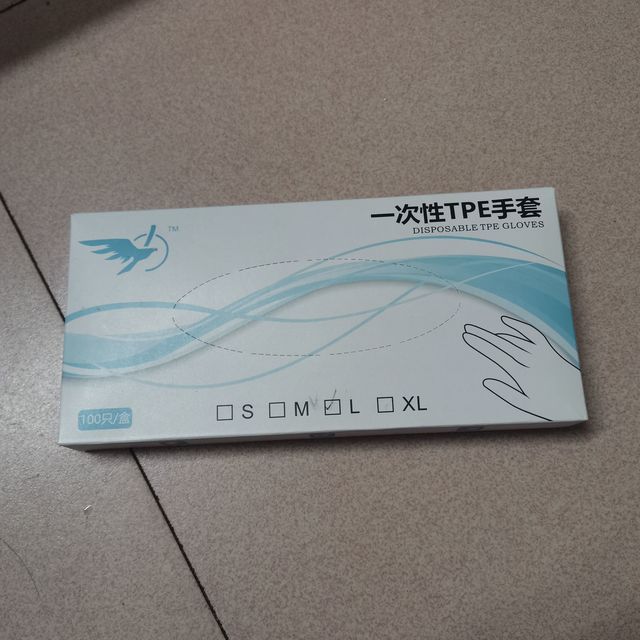 TM
一次性TPE手套
DISPOSABLE TPE GLOVES
100只/盒
S M L XL